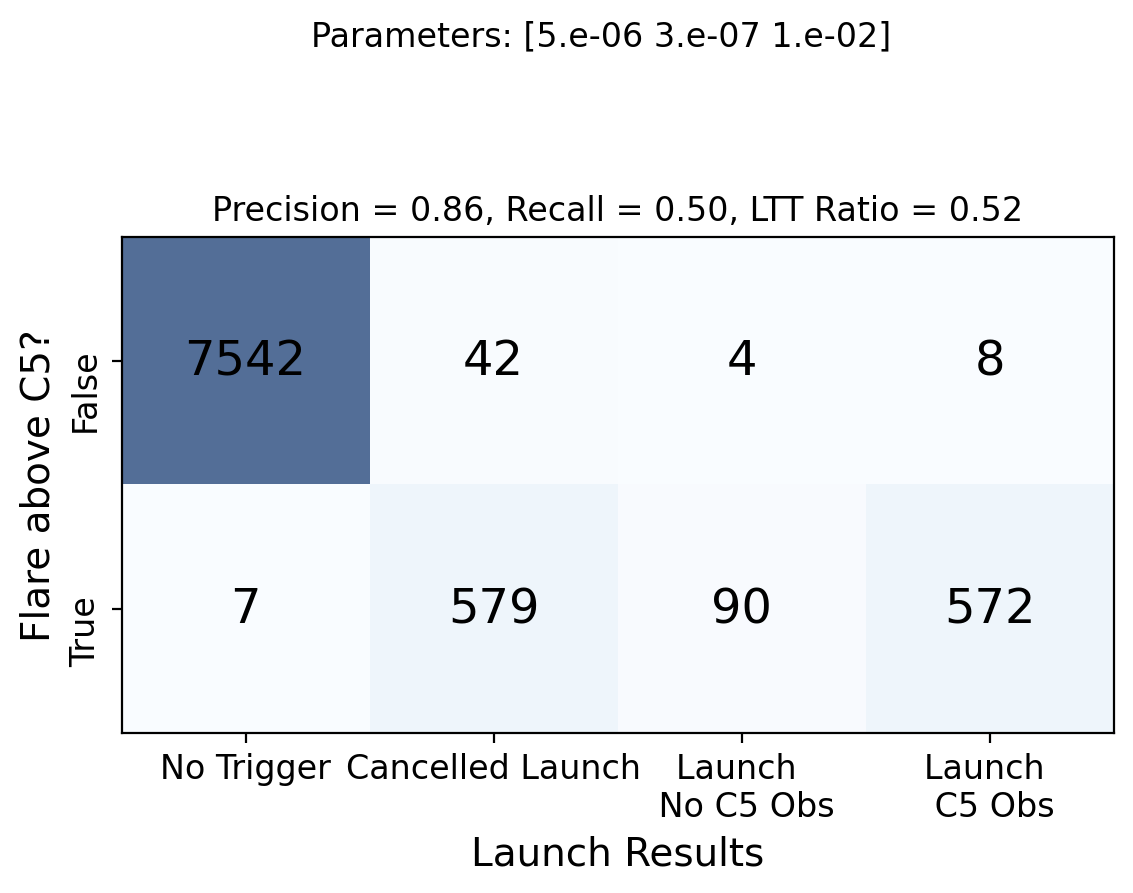 Parameters: [5.e-06 3.e-07 1.e-02]
Precision = 0.86, Recall = 0.50, LTT Ratio = 0.52
Flare above C5?
False
7542 42 4 8
True
7 579 90 572
No Trigger Cancelled Launch Launch Launch
No C5 Obs C5 Obs
Launch Results